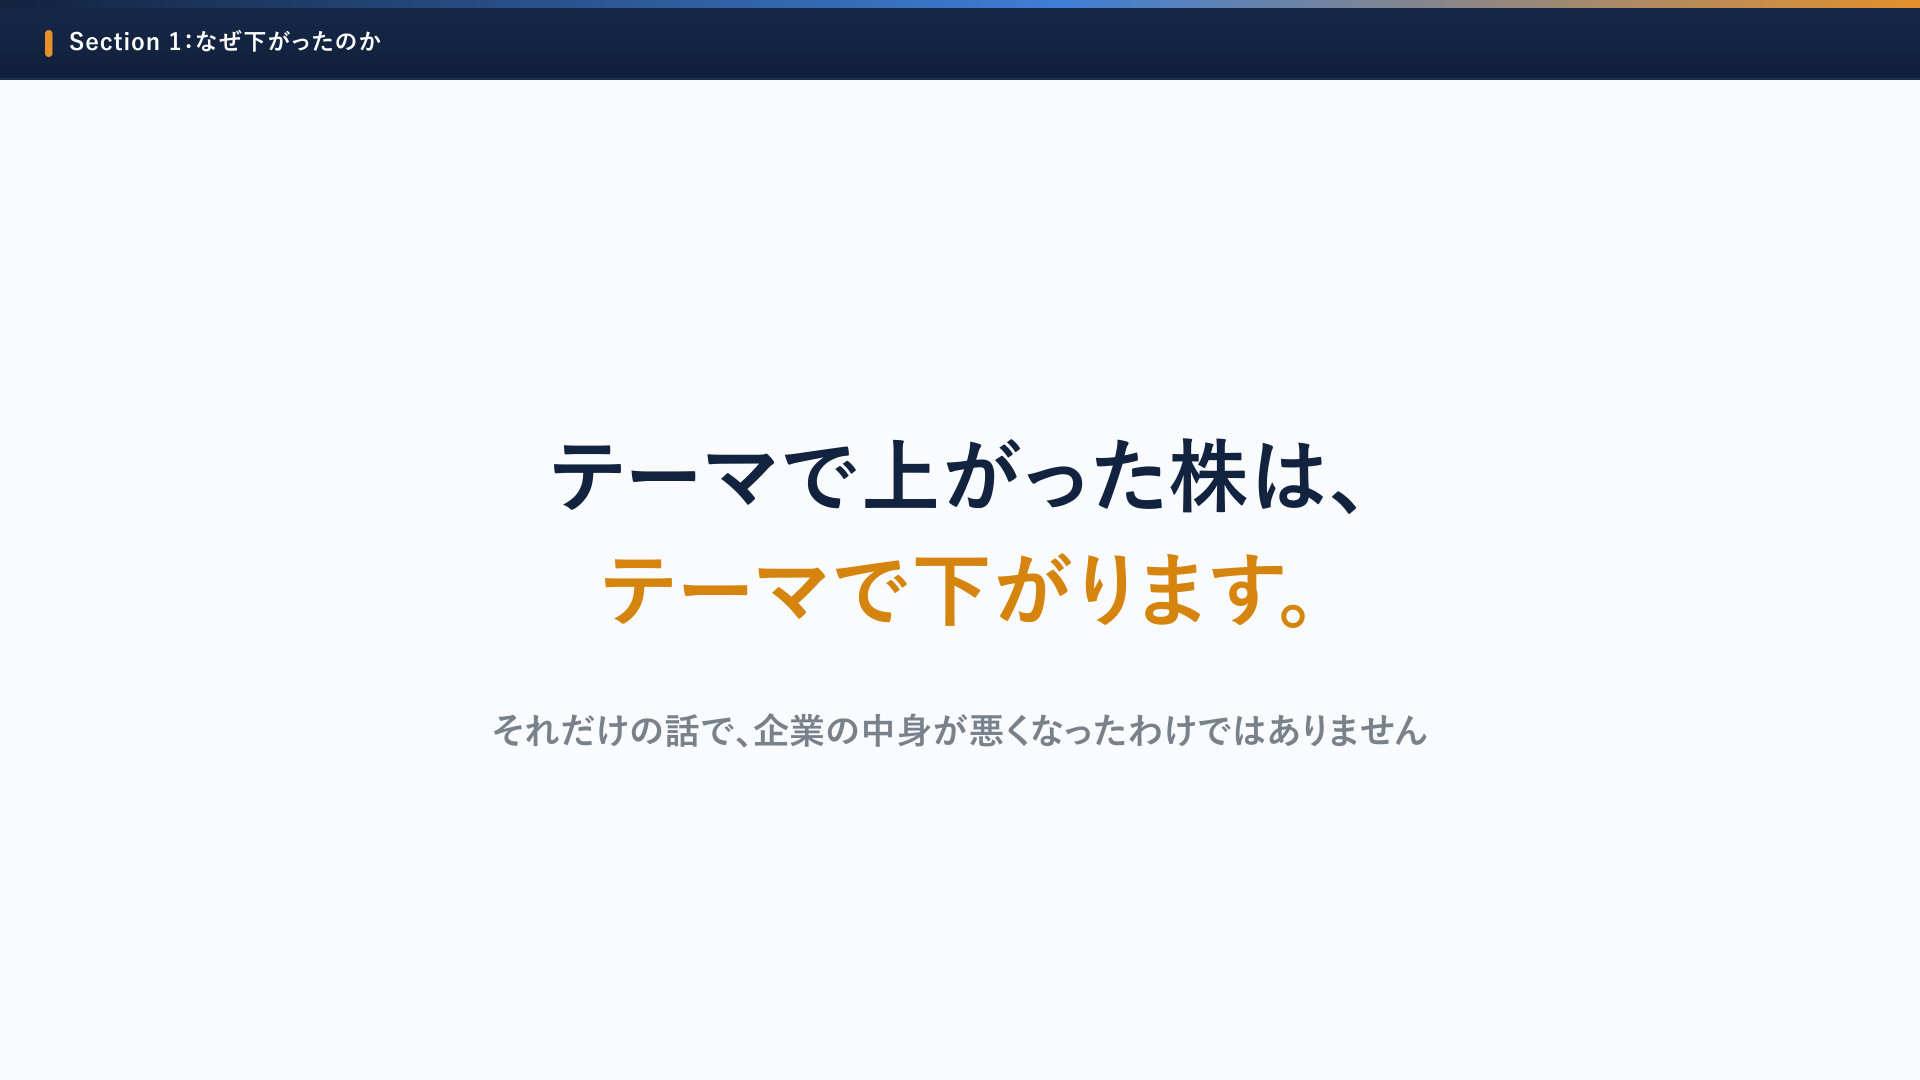 Section 1：なぜ下がったのか
テーマで上がった株は、
テーマで下がります。
それだけの話で、企業の中身が悪くなったわけではありません